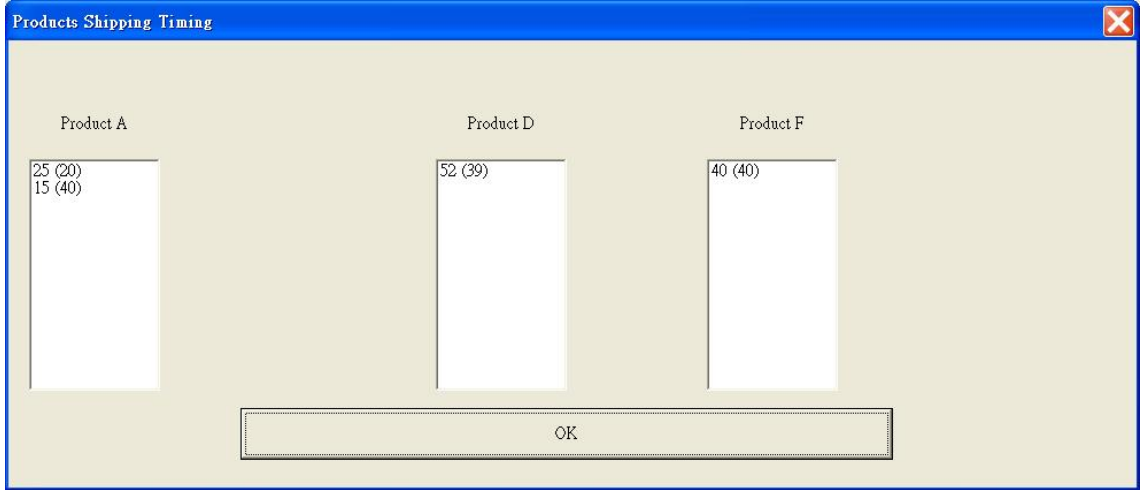 Products Shipping Timing
Product A
Product D
Product F
25 (20)
15 (40)
52 (39)
40 (40)
OK